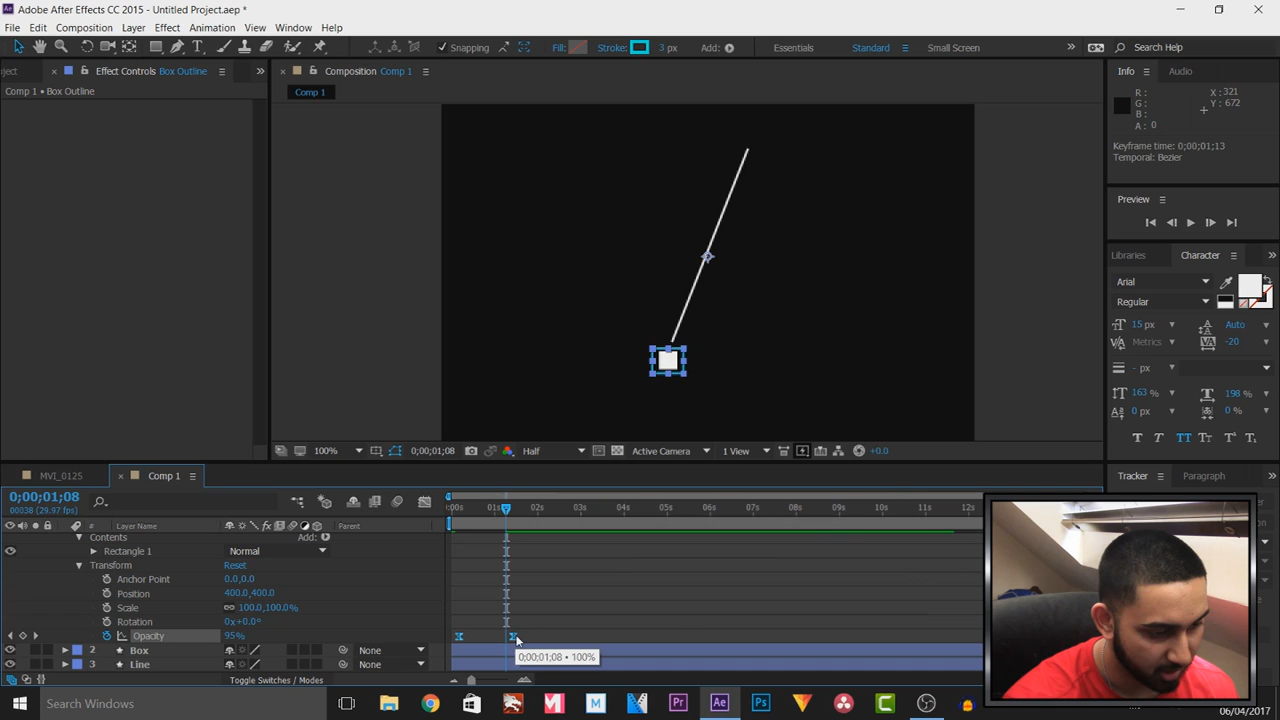 Adobe After Effects CC 2015 - Untitled Project.aep *
File Edit Composition Layer Effect Animation View Window Help
Snapping Fill: Stroke: 3 px Add: Essentials Standard Small Screen Search Help
ject Effect Controls Box Outline Composition Comp 1 Info Audio
Comp 1 • Box Outline Comp 1
R: X: 321
G: Y: 672
B:
A: 0
Keyframe time: 0;00;01;13
Temporal: Bezier
Preview
Libraries Character
Arial
Regular
15 px Auto
Metrics -20
- px
163 % 198 %
0 px 0 %
T T TT Tt T¹ T₁
100% 0;00;01;08 Half Active Camera 1 View +0.0
MVI_0125 Comp 1 Tracker Paragraph
0;00;01;08
00038 (29.97 fps)
:00s 01s 02s 03s 04s 05s 06s 07s 08s 09s 10s 11s 12s
# Layer Name Parent
Contents Add:
Rectangle 1 Normal
Transform Reset
Anchor Point 0.0,0.0
Position 400.0,400.0
Scale 100.0,100.0%
Rotation 0x+0.0°
Opacity 95%
2 Box None
0;00;01;08 • 100%
3 Line None
Toggle Switches / Modes
Search Windows
Pr Ae Ps
06/04/2017